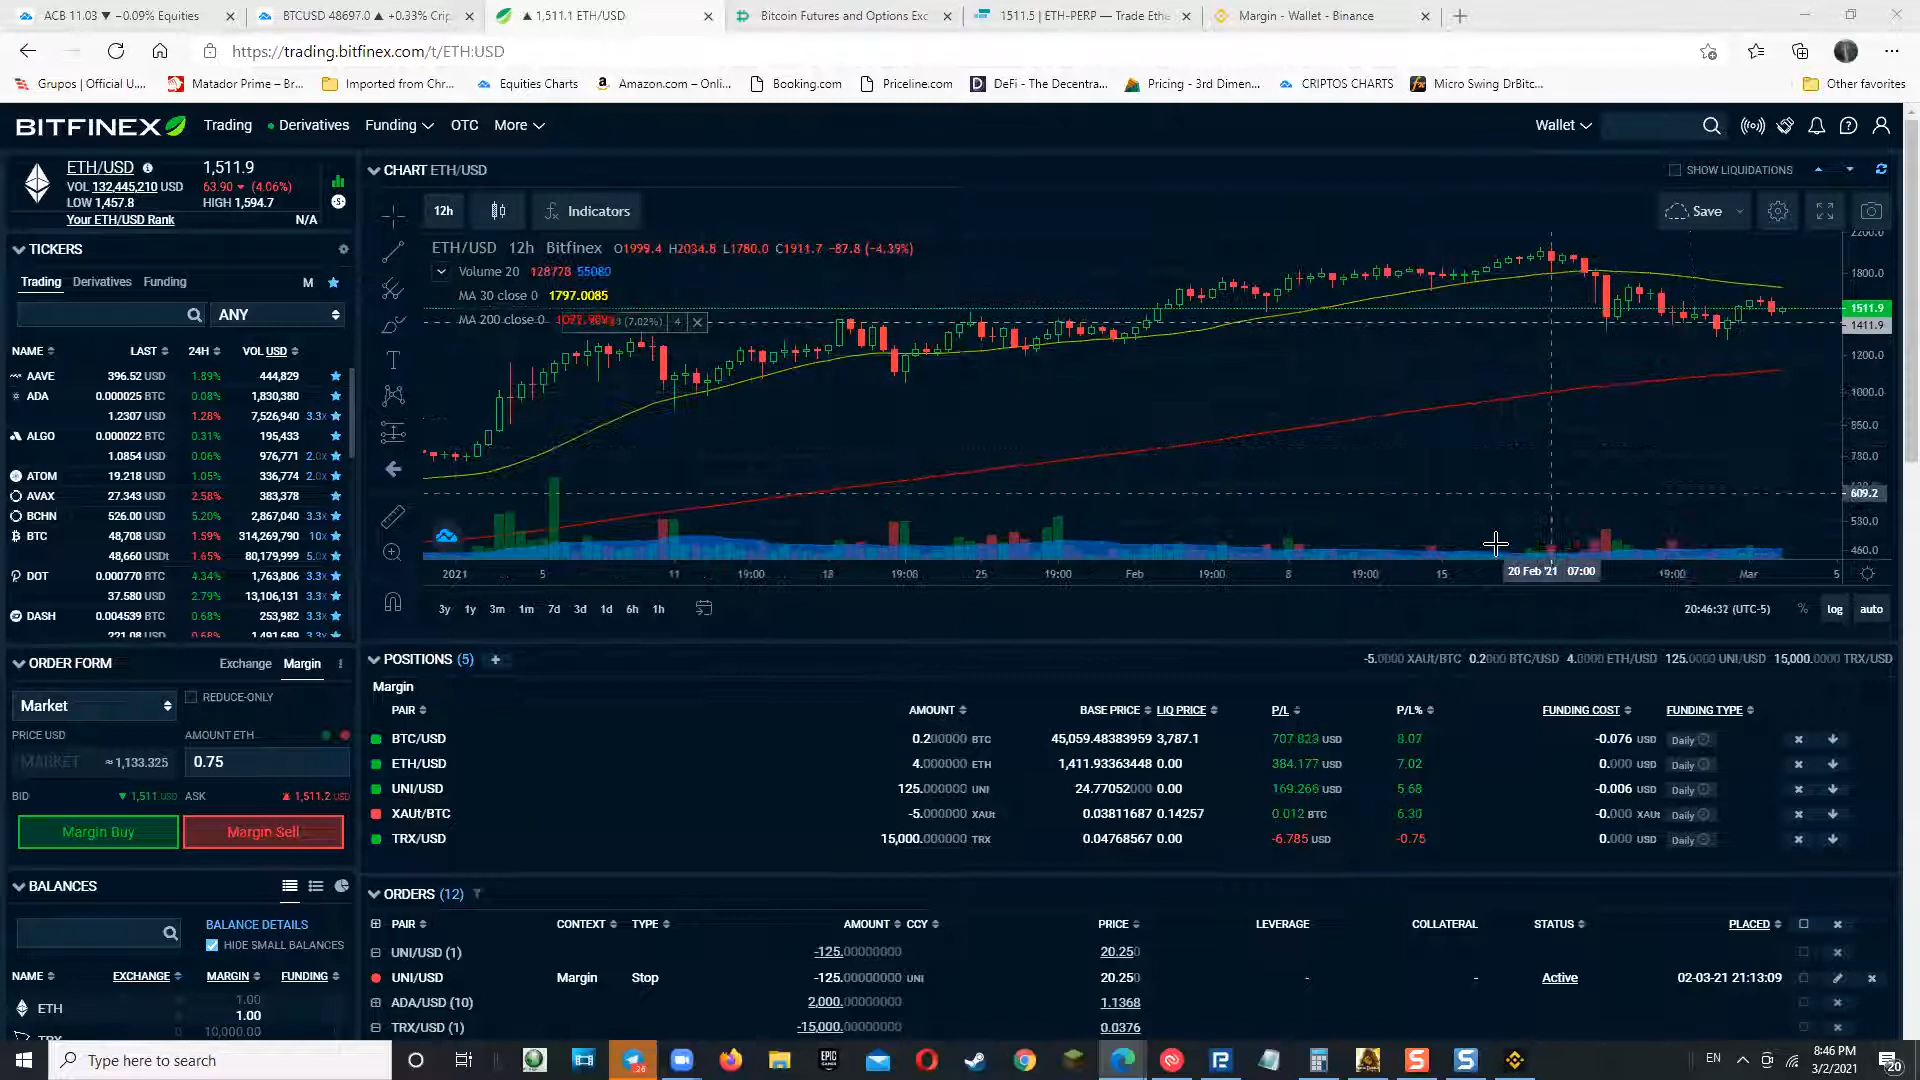 ACB 11.03 ▼ −0.09% Equities
BTCUSD 48697.0 ▲ +0.33% Crip
▲ 1,511.1 ETH/USD
Bitcoin Futures and Options Exc
1511.5 | ETH-PERP — Trade Ethe
Margin - Wallet - Binance
https://trading.bitfinex.com/t/ETH:USD
Grupos | Official U...
Matador Prime – Br...
Imported from Chr...
Equities Charts
Amazon.com – Onli...
Booking.com
Priceline.com
DeFi - The Decentra...
Pricing - 3rd Dimen...
CRIPTOS CHARTS
Micro Swing DrBitc...
Other favorites
BITFINEX
Trading
Derivatives
Funding
OTC
More
Wallet
ETH/USD 1,511.9
VOL 132,445,210 USD 63.90 ▼ (4.06%)
LOW 1,457.8 HIGH 1,594.7
Your ETH/USD Rank N/A
TICKERS
Trading Derivatives Funding M
ANY
NAME LAST 24H VOL USD
AAVE 396.52 USD 1.89% 444,829
ADA 0.000025 BTC 0.08% 1,830,380
1.2307 USD 1.28% 7,526,940 3.3x
ALGO 0.000022 BTC 0.31% 195,433
1.0854 USD 0.06% 976,771 2.0x
ATOM 19.218 USD 1.05% 336,774 2.0x
AVAX 27.343 USD 2.58% 383,378
BCHN 526.00 USD 5.20% 2,867,040 3.3x
BTC 48,708 USD 1.59% 314,269,790 10x
48,660 USDt 1.65% 80,179,999 5.0x
DOT 0.000770 BTC 4.34% 1,763,806 3.3x
37.580 USD 2.79% 13,106,131 3.3x
DASH 0.004539 BTC 0.68% 253,982 3.3x
221.08 USD 0.68% 1,491,689 3.3x
CHART ETH/USD
SHOW LIQUIDATIONS
12h
Indicators
Save
ETH/USD 12h Bitfinex O1999.4 H2034.8 L1780.0 C1911.7 −87.8 (−4.39%)
Volume 20 128778 55080
MA 30 close 0 1797.0085
MA 200 close 0
(7.02%) 4
2200.0
1800.0
1511.9
1411.9
1200.0
1000.0
850.0
780.0
609.2
530.0
460.0
2021 5 11 19:00 18 19:00 25 19:00 Feb 19:00 8 19:00 15 20 Feb '21 07:00 19:00 Mar 5
3y 1y 3m 1m 7d 3d 1d 6h 1h
20:46:32 (UTC-5) % log auto
ORDER FORM Exchange Margin
Market REDUCE-ONLY
PRICE USD AMOUNT ETH
MARKET ≈1,133.325 0.75
BID ▼ 1,511 USD ASK ▲ 1,511.2 USD
Margin Buy Margin Sell
BALANCES
BALANCE DETAILS
HIDE SMALL BALANCES
NAME EXCHANGE MARGIN FUNDING
1.00
ETH 1.00
10,000.00
TRX
POSITIONS (5) + -5.0000 XAUt/BTC 0.2000 BTC/USD 4.0000 ETH/USD 125.0000 UNI/USD 15,000.0000 TRX/USD
Margin
PAIR AMOUNT BASE PRICE LIQ PRICE P/L P/L% FUNDING COST FUNDING TYPE
BTC/USD 0.200000 BTC 45,059.48383959 3,787.1 707.823 USD 8.07 -0.076 USD Daily
ETH/USD 4.000000 ETH 1,411.93363448 0.00 384.177 USD 7.02 0.000 USD Daily
UNI/USD 125.000000 UNI 24.77052000 0.00 169.266 USD 5.68 -0.006 USD Daily
XAUt/BTC -5.000000 XAUt 0.03811687 0.14257 0.012 BTC 6.30 -0.000 XAUt Daily
TRX/USD 15,000.000000 TRX 0.04768567 0.00 -6.785 USD -0.75 0.000 USD Daily
ORDERS (12)
PAIR CONTEXT TYPE AMOUNT CCY PRICE LEVERAGE COLLATERAL STATUS PLACED
UNI/USD (1) -125.00000000 20.250
UNI/USD Margin Stop -125.00000000 UNI 20.250 - - Active 02-03-21 21:13:09
ADA/USD (10) 2,000.00000000 1.1368
TRX/USD (1) -15,000.00000000 0.0376
Type here to search
26
EPIC
EN
8:46 PM
3/2/2021
20